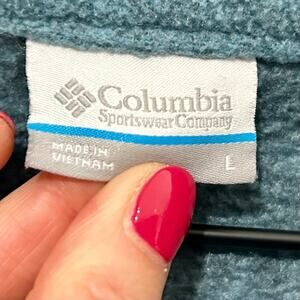 Columbia
Sportswear Company
MADE IN
VIETNAM
L